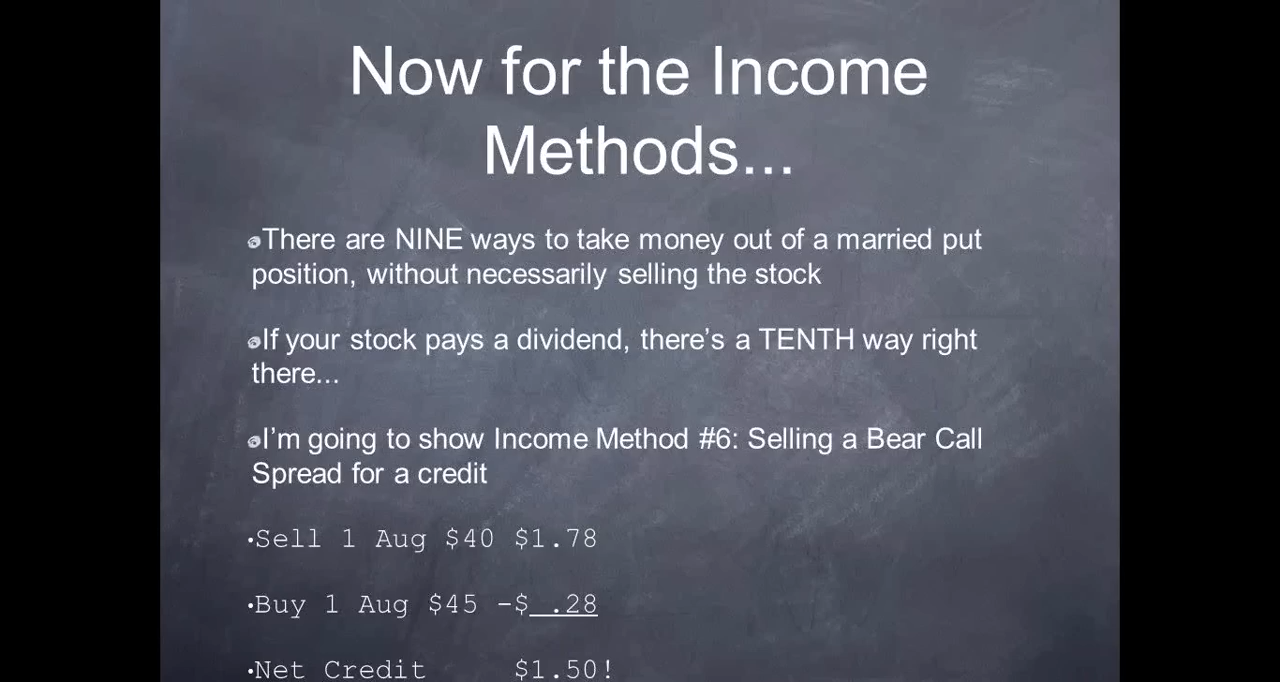 Now for the Income
Methods...
There are NINE ways to take money out of a married put
position, without necessarily selling the stock
If your stock pays a dividend, there's a TENTH way right
there...
I'm going to show Income Method #6: Selling a Bear Call
Spread for a credit
•Sell 1 Aug $40 $1.78
•Buy 1 Aug $45 -$ .28
•Net Credit $1.50!